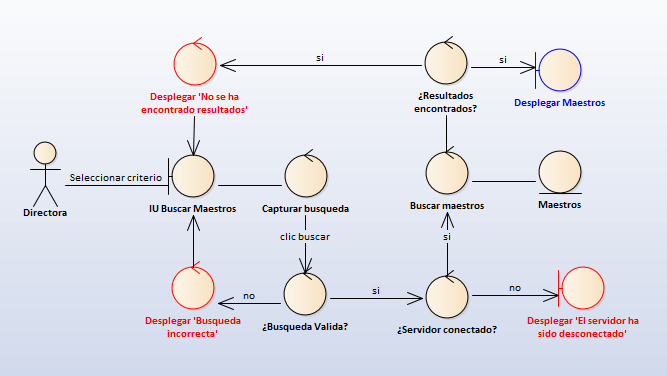 si
si
Desplegar 'No se ha
encontrado resultados'
¿Resultados
encontrados?
Desplegar Maestros
Seleccionar criterio
Directora
IU Buscar Maestros
Capturar busqueda
Buscar maestros
Maestros
clic buscar
si
no
si
no
Desplegar 'Busqueda
incorrecta'
¿Busqueda Valida?
¿Servidor conectado?
Desplegar 'El servidor ha
sido desconectado'